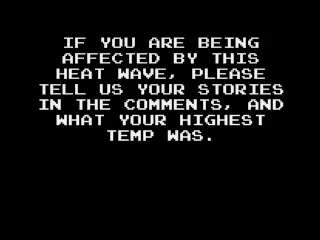 IF YOU ARE BEING
AFFECTED BY THIS
HEAT WAVE, PLEASE
TELL US YOUR STORIES
IN THE COMMENTS, AND
WHAT YOUR HIGHEST
TEMP WAS.